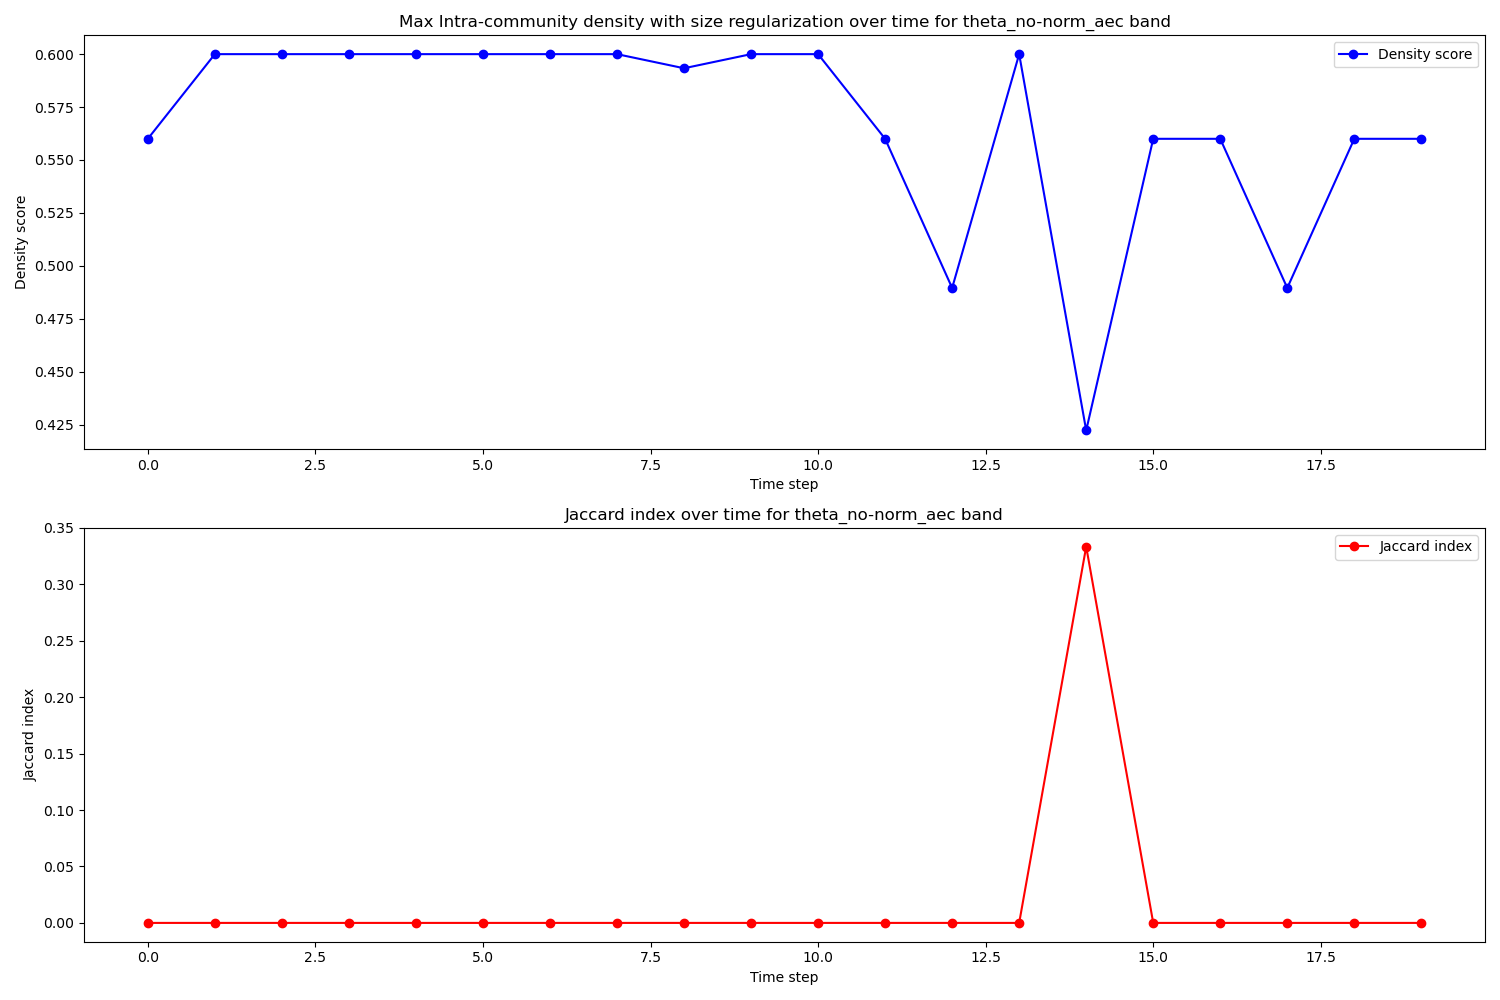 Max Intra-community density with size regularization over time for theta_no-norm_aec band
Density score
0.600
0.575
0.550
0.525
0.500
0.475
0.450
0.425
Density score
0.0 2.5 5.0 7.5 10.0 12.5 15.0 17.5
Time step
Jaccard index over time for theta_no-norm_aec band
Jaccard index
0.35
0.30
0.25
0.20
0.15
0.10
0.05
0.00
Jaccard index
0.0 2.5 5.0 7.5 10.0 12.5 15.0 17.5
Time step